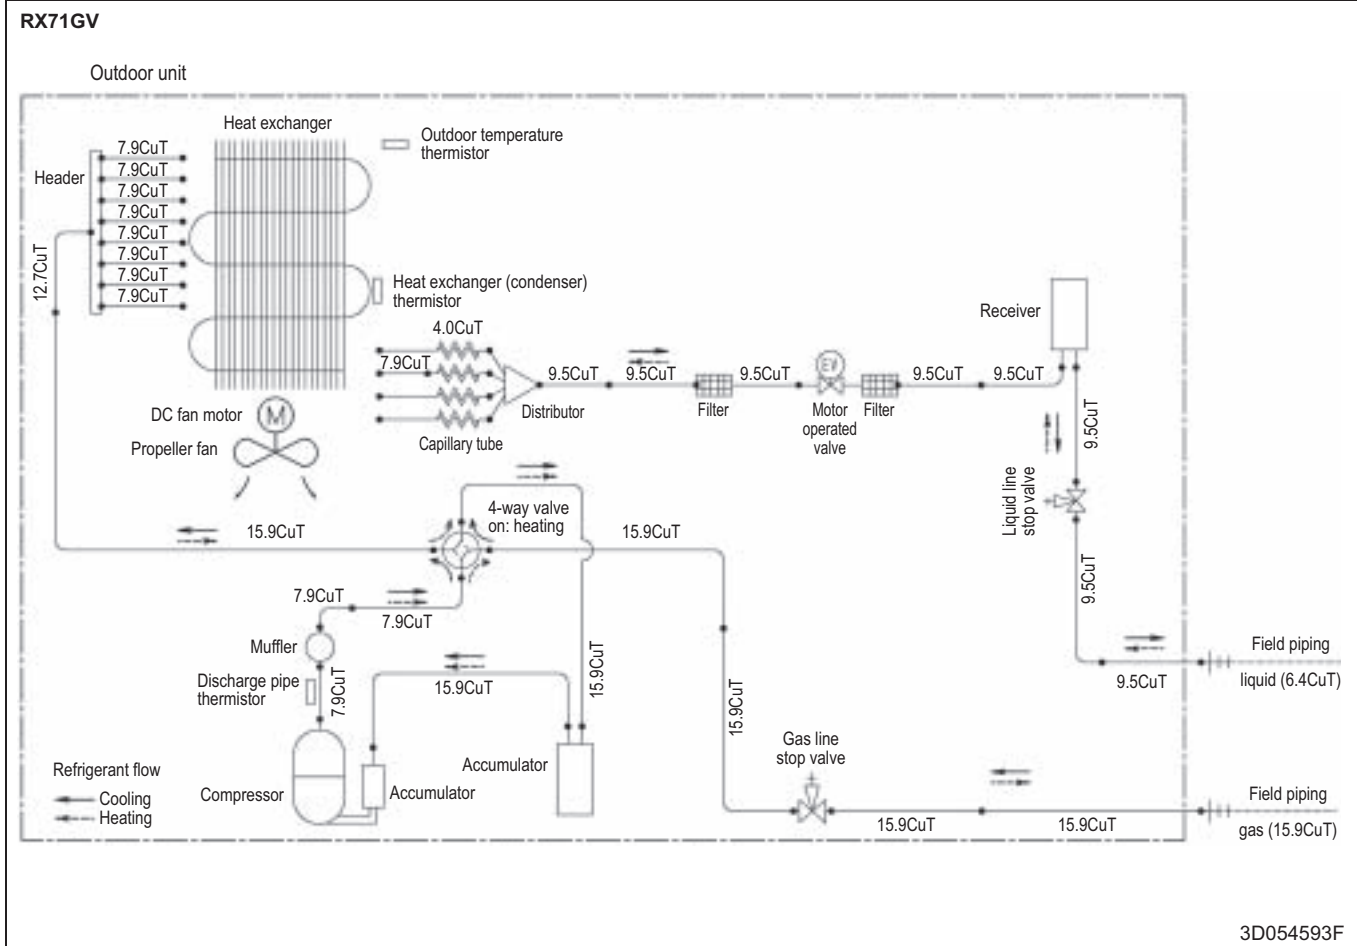 RX71GV
Outdoor unit
Heat exchanger
Outdoor temperature
thermistor
Header
7.9CuT
7.9CuT
7.9CuT
7.9CuT
7.9CuT
7.9CuT
7.9CuT
7.9CuT
12.7CuT
Heat exchanger (condenser)
thermistor
Receiver
4.0CuT
7.9CuT
9.5CuT
9.5CuT
9.5CuT
EV
9.5CuT
9.5CuT
Distributor
Filter
Motor
operated
valve
Filter
Capillary tube
DC fan motor
M
Propeller fan
9.5CuT
Liquid line
stop valve
4-way valve
on: heating
15.9CuT
15.9CuT
9.5CuT
7.9CuT
7.9CuT
Muffler
Discharge pipe
thermistor
7.9CuT
15.9CuT
15.9CuT
15.9CuT
9.5CuT
Field piping
liquid (6.4CuT)
Gas line
stop valve
Refrigerant flow
Cooling
Heating
Compressor
Accumulator
Accumulator
15.9CuT
15.9CuT
Field piping
gas (15.9CuT)
3D054593F